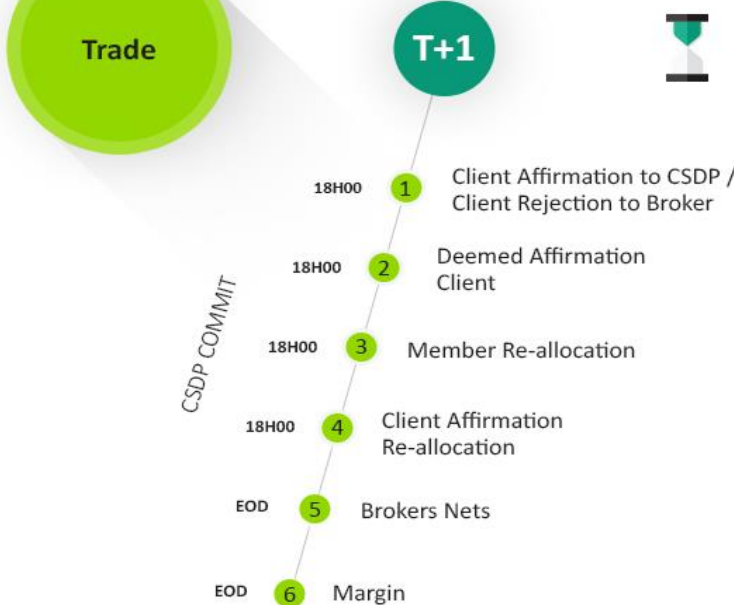 Trade
T+1
18H00 1 Client Affirmation to CSDP /
Client Rejection to Broker
18H00 2 Deemed Affirmation
Client
18H00 3 Member Re-allocation
CSDP COMMIT
18H00 4 Client Affirmation
Re-allocation
EOD 5 Brokers Nets
EOD 6 Margin